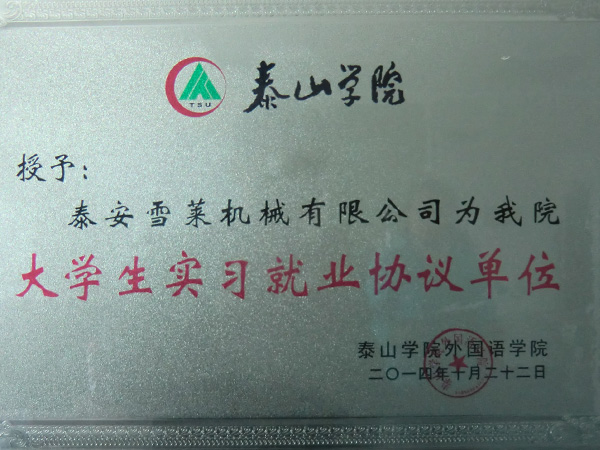 TSU
泰山学院
授予：
泰安雪莱机械有限公司为我院
大学生实习就业协议单位
泰山学院外国语学院
二〇一四年十月二十二日